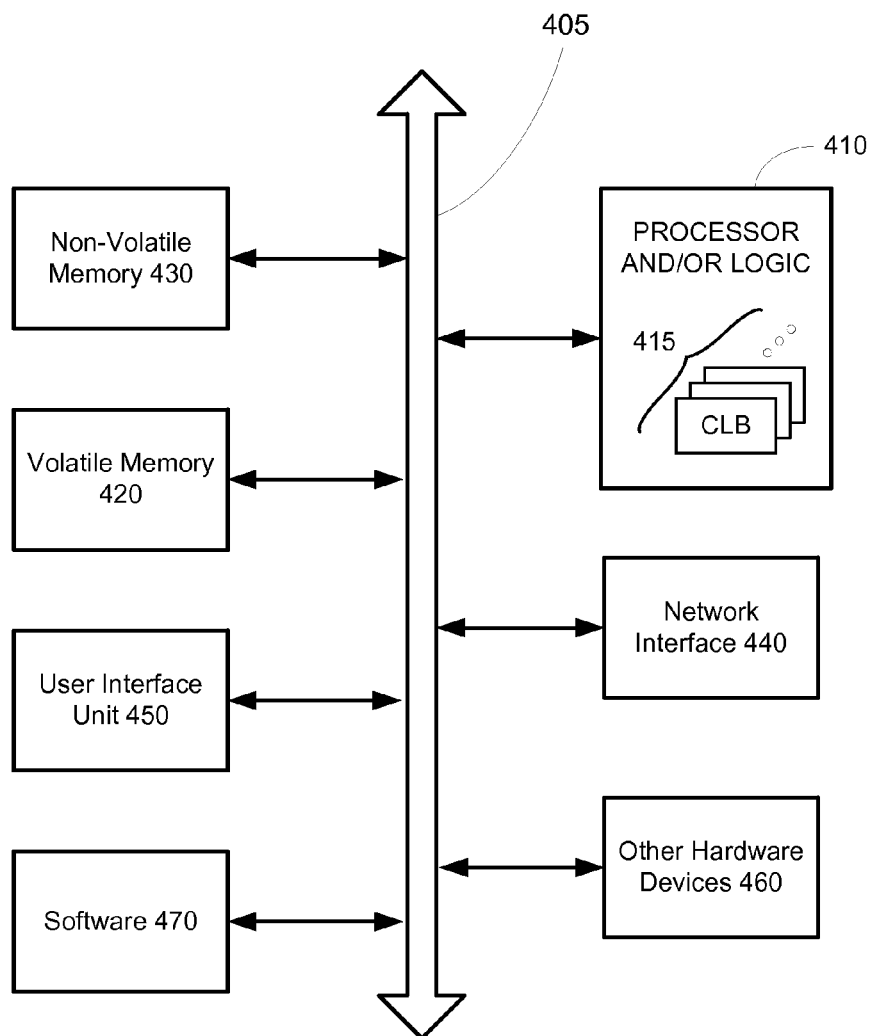 405
410
Non-Volatile
Memory 430
PROCESSOR
AND/OR LOGIC
415
CLB
Volatile Memory
420
Network
Interface 440
User Interface
Unit 450
Other Hardware
Devices 460
Software 470